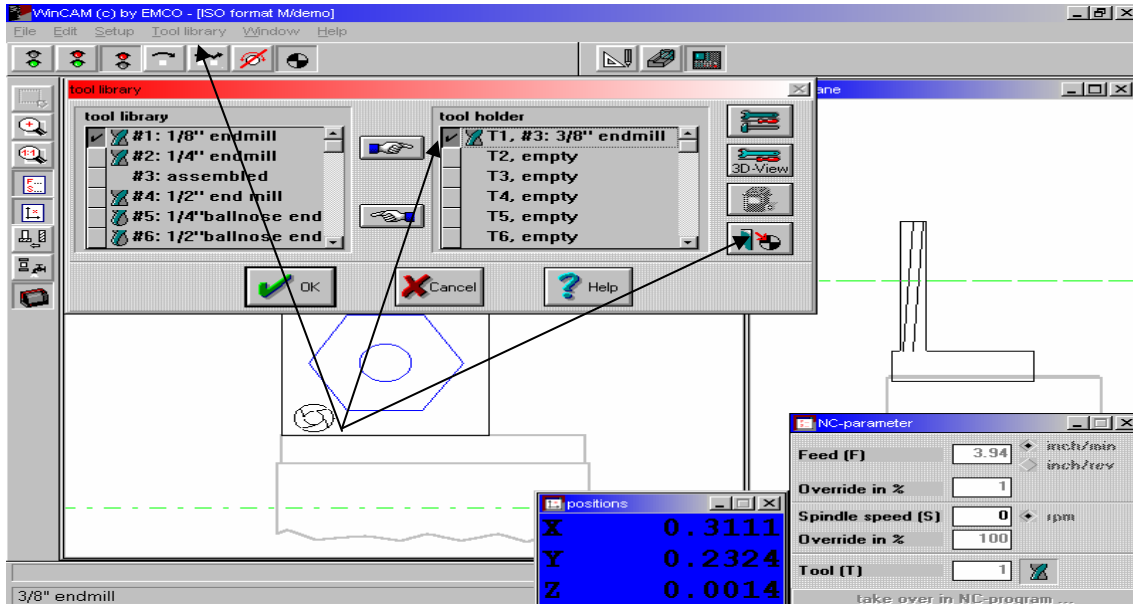 WinCAM (c) by EMCO - [ISO format M/demo]
File Edit Setup Tool library Window Help
tool library
tool library
#1: 1/8" endmill
#2: 1/4" endmill
#3: assembled
#4: 1/2" end mill
#5: 1/4"ballnose end
#6: 1/2"ballnose end
tool holder
T1, #3: 3/8" endmill
T2, empty
T3, empty
T4, empty
T5, empty
T6, empty
3D-View
OK
Cancel
Help
ane
1:1
F...
S...
positions
X 0.3111
Y 0.2324
Z 0.0014
NC-parameter
Feed (F) 3.94 inch/min
inch/rev
Override in % 1
Spindle speed (S) 0 rpm
Override in % 100
Tool (T) 1
take over in NC-program ...
3/8" endmill